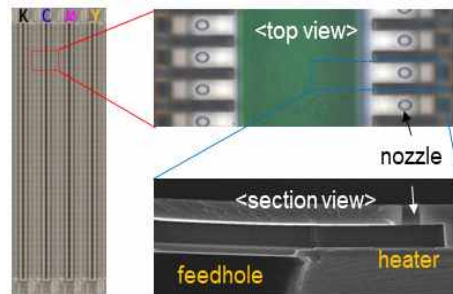 K C M Y
<top view>
nozzle
<section view>
heater
feedhole